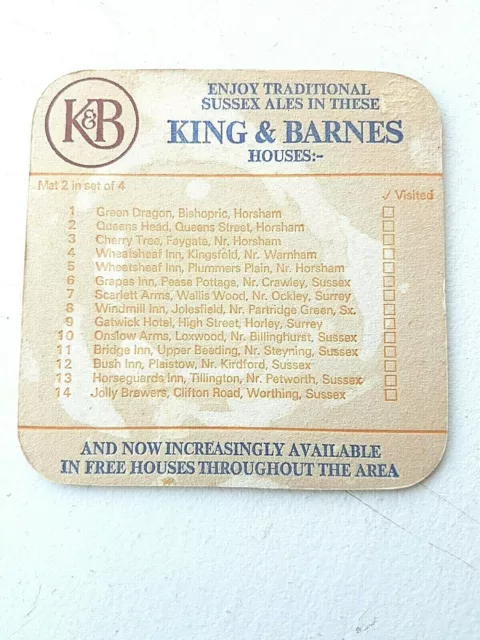 K&B
ENJOY TRADITIONAL
SUSSEX ALES IN THESE
KING & BARNES
HOUSES:-
Mat 2 in set of 4
✓ Visited
1 Green Dragon, Bishopric, Horsham
2 Queens Head, Queens Street, Horsham
3 Cherry Tree, Faygate, Nr. Horsham
4 Wheatsheaf Inn, Kingsfold, Nr. Warnham
5 Wheatsheaf Inn, Plummers Plain, Nr. Horsham
6 Grapes Inn, Pease Pottage, Nr. Crawley, Sussex
7 Scarlett Arms, Wallis Wood, Nr. Ockley, Surrey
8 Windmill Inn, Jolesfield, Nr. Partridge Green, Sx.
9 Gatwick Hotel, High Street, Horley, Surrey
10 Onslow Arms, Loxwood, Nr. Billinghurst, Sussex
11 Bridge Inn, Upper Beeding, Nr. Steyning, Sussex
12 Bush Inn, Plaistow, Nr. Kirdford, Sussex
13 Horseguards Inn, Tillington, Nr. Petworth, Sussex
14 Jolly Brewers, Clifton Road, Worthing, Sussex
AND NOW INCREASINGLY AVAILABLE
IN FREE HOUSES THROUGHOUT THE AREA